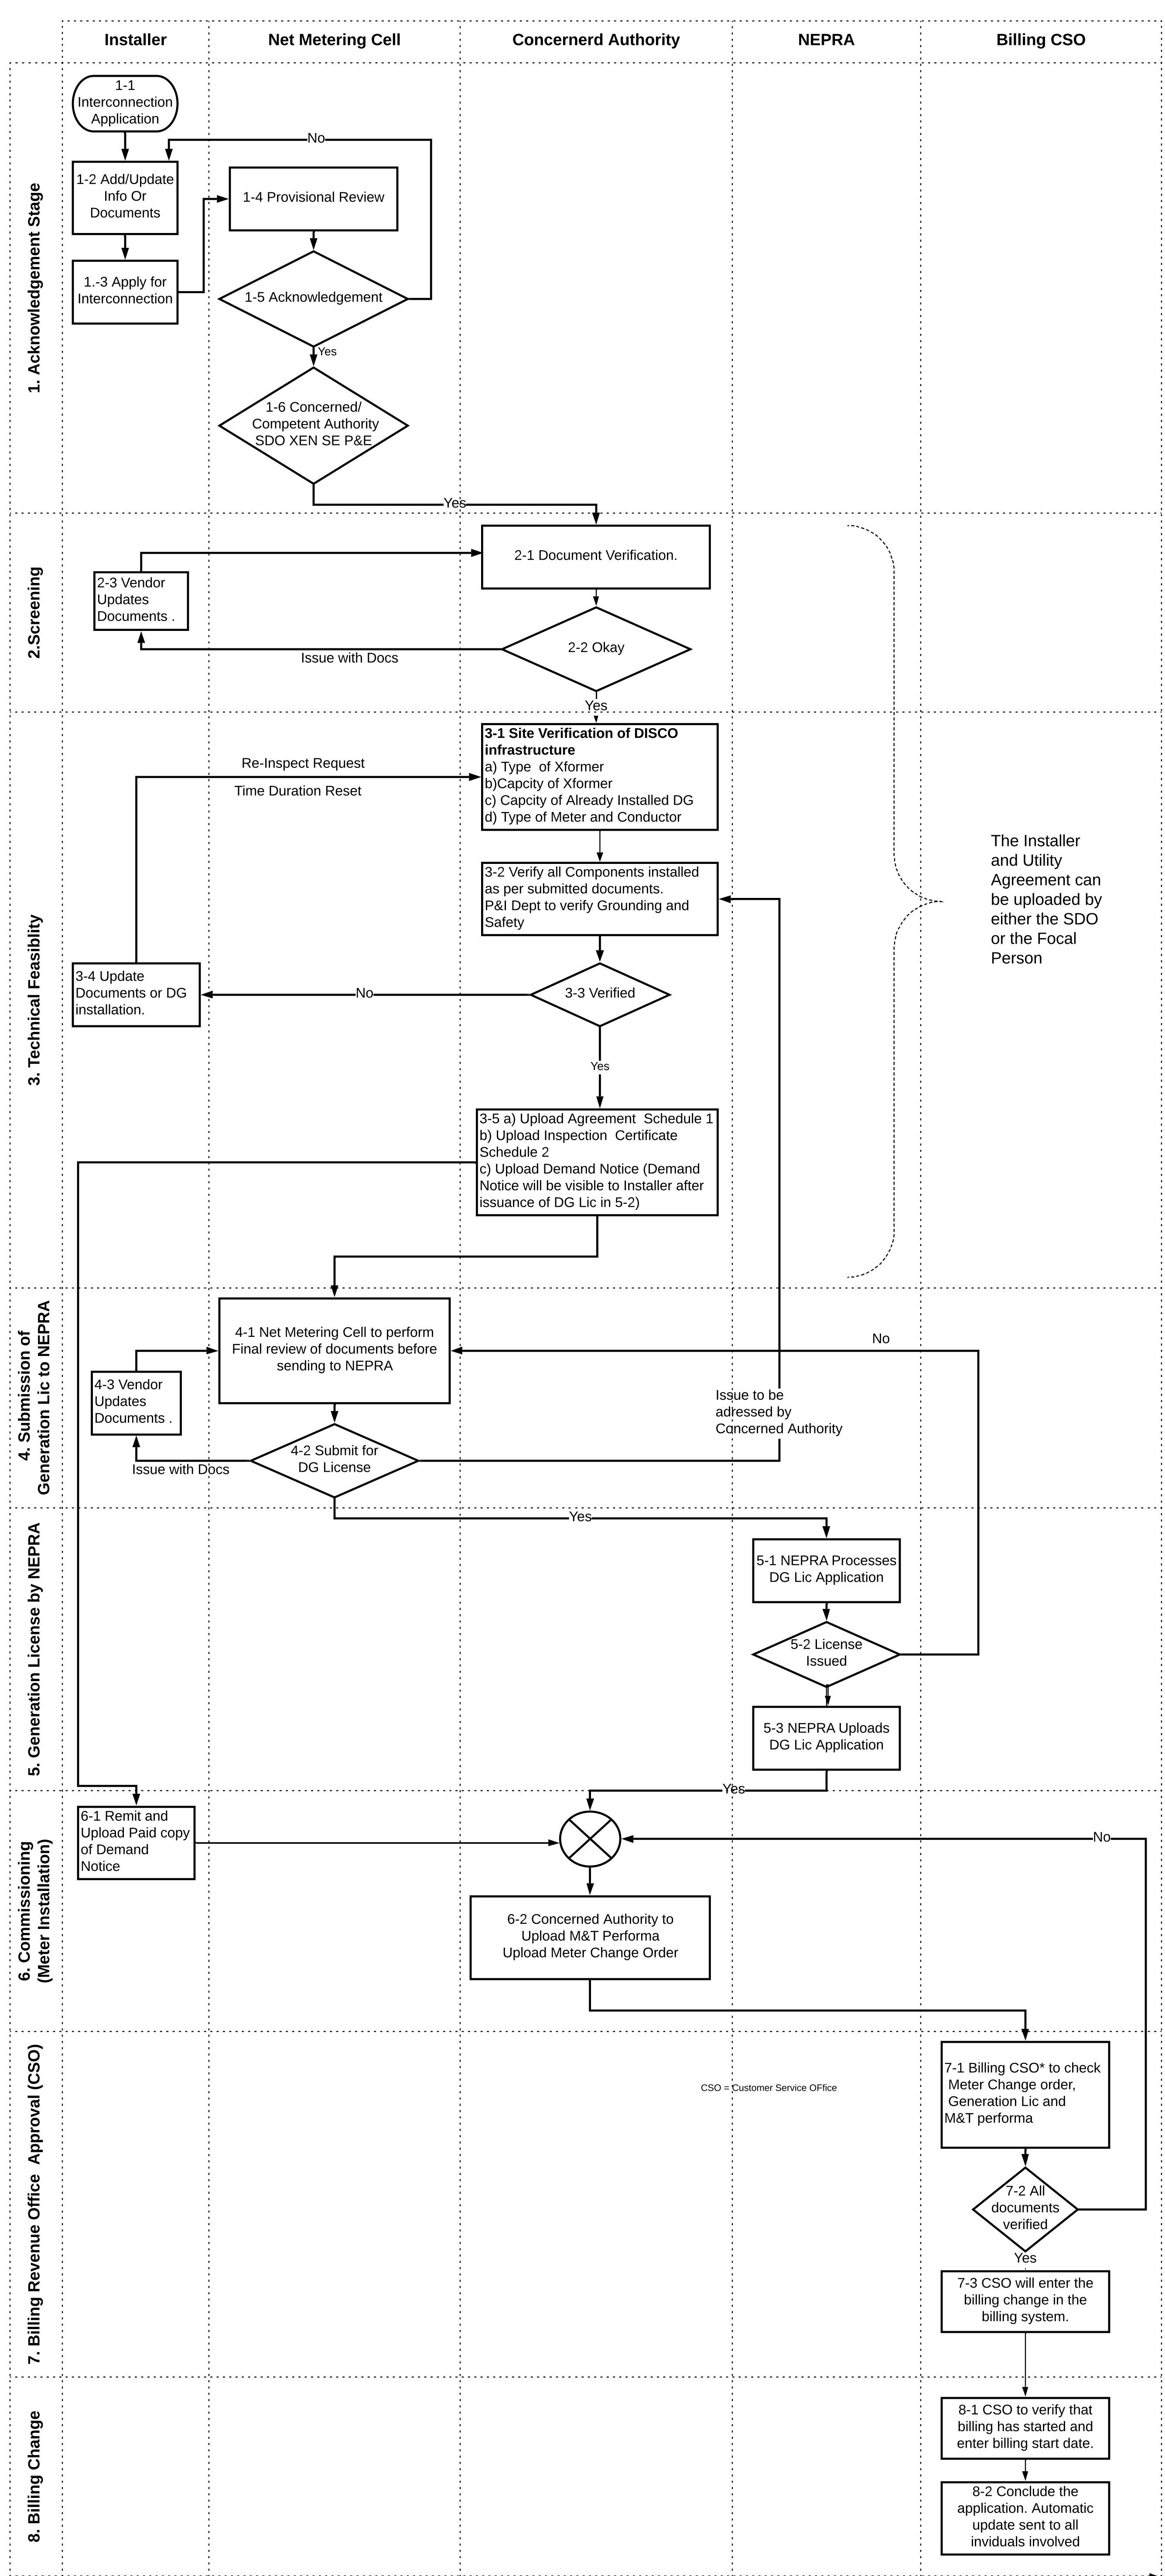 Installer
Net Metering Cell
Concernerd Authority
NEPRA
Billing CSO
1. Acknowledgement Stage
1-1
Interconnection
Application
No
1-2 Add/Update
Info Or
Documents
1-4 Provisional Review
1.-3 Apply for
Interconnection
1-5 Acknowledgement
Yes
1-6 Concerned/
Competent Authority
SDO XEN SE P&E
Yes
2.Screening
2-1 Document Verification.
2-3 Vendor
Updates
Documents .
2-2 Okay
Issue with Docs
Yes
3. Technical Feasiblity
3-1 Site Verification of DISCO
infrastructure
a) Type  of Xformer
b)Capcity of Xformer
c) Capcity of Already Installed DG
d) Type of Meter and Conductor
Re-Inspect Request
Time Duration Reset
The Installer
and Utility
Agreement can
be uploaded by
either the SDO
or the Focal
Person
3-2 Verify all Components installed
as per submitted documents.
P&I Dept to verify Grounding and
Safety
3-4 Update
Documents or DG
installation.
No
3-3 Verified
Yes
3-5 a) Upload Agreement  Schedule 1
b) Upload Inspection  Certificate
Schedule 2
c) Upload Demand Notice (Demand
Notice will be visible to Installer after
issuance of DG Lic in 5-2)
4. Submission of
Generation Lic to NEPRA
4-1 Net Metering Cell to perform
Final review of documents before
sending to NEPRA
No
4-3 Vendor
Updates
Documents .
Issue to be
adressed by
Concerned Authority
4-2 Submit for
DG License
Issue with Docs
Yes
5. Generation License by NEPRA
5-1 NEPRA Processes
DG Lic Application
5-2 License
Issued
5-3 NEPRA Uploads
DG Lic Application
Yes
6. Commissioning
(Meter Installation)
6-1 Remit and
Upload Paid copy
of Demand
Notice
No
6-2 Concerned Authority to
Upload M&T Performa
Upload Meter Change Order
7. Billing Revenue Office  Approval (CSO)
7-1 Billing CSO* to check
Meter Change order,
Generation Lic and
M&T performa
CSO = Customer Service OFfice
7-2 All
documents
verified
Yes
7-3 CSO will enter the
billing change in the
billing system.
8. Billing Change
8-1 CSO to verify that
billing has started and
enter billing start date.
8-2 Conclude the
application. Automatic
update sent to all
inviduals involved